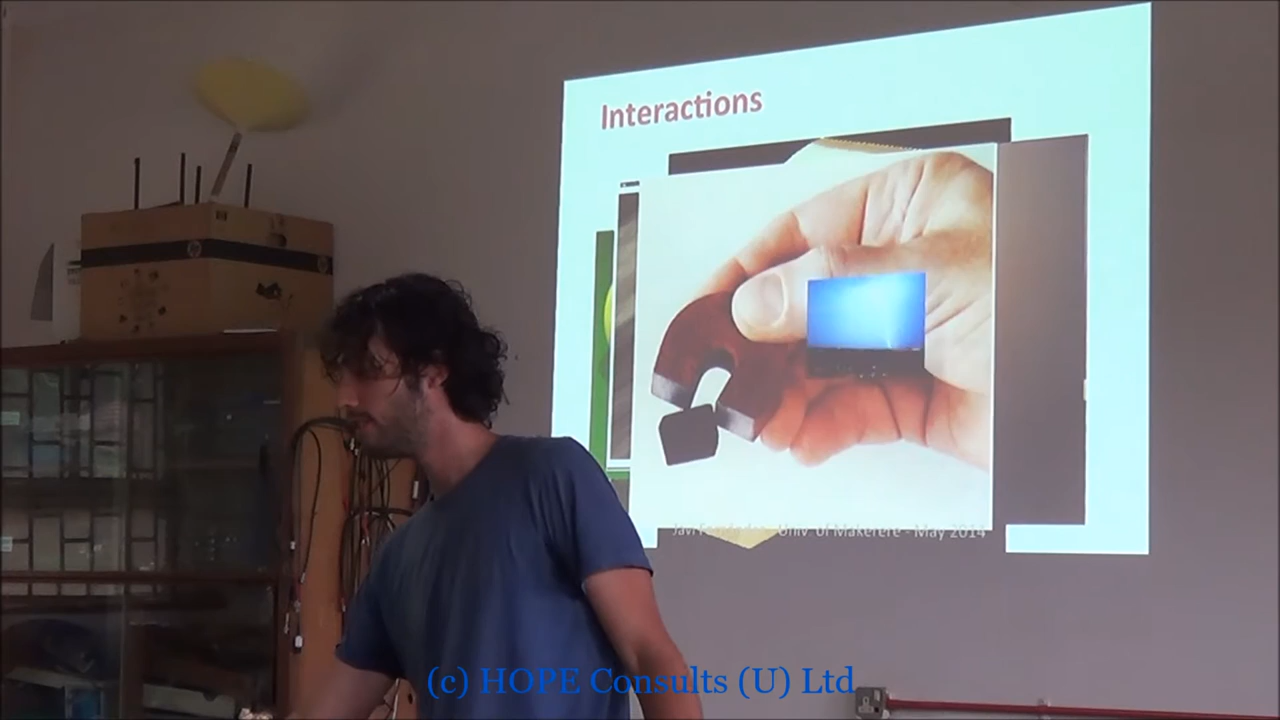 Interactions
Univ. of Makerere - May 2014
(c) HOPE Consults (U) Ltd